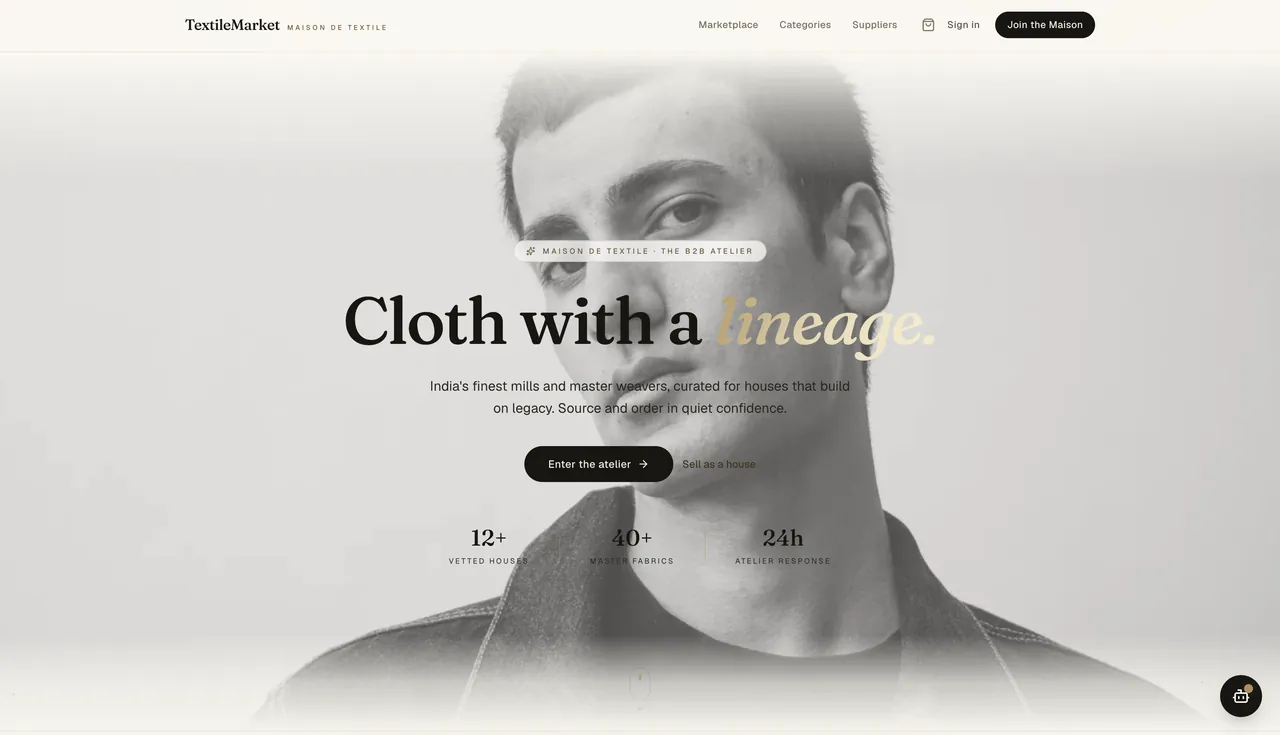 TextileMarket MAISON DE TEXTILE
Marketplace Categories Suppliers Sign in Join the Maison
MAISON DE TEXTILE · THE B2B ATELIER
Cloth with a lineage.
India's finest mills and master weavers, curated for houses that build
on legacy. Source and order in quiet confidence.
Enter the atelier → Sell as a house
12+ 40+ 24h
VETTED HOUSES MASTER FABRICS ATELIER RESPONSE